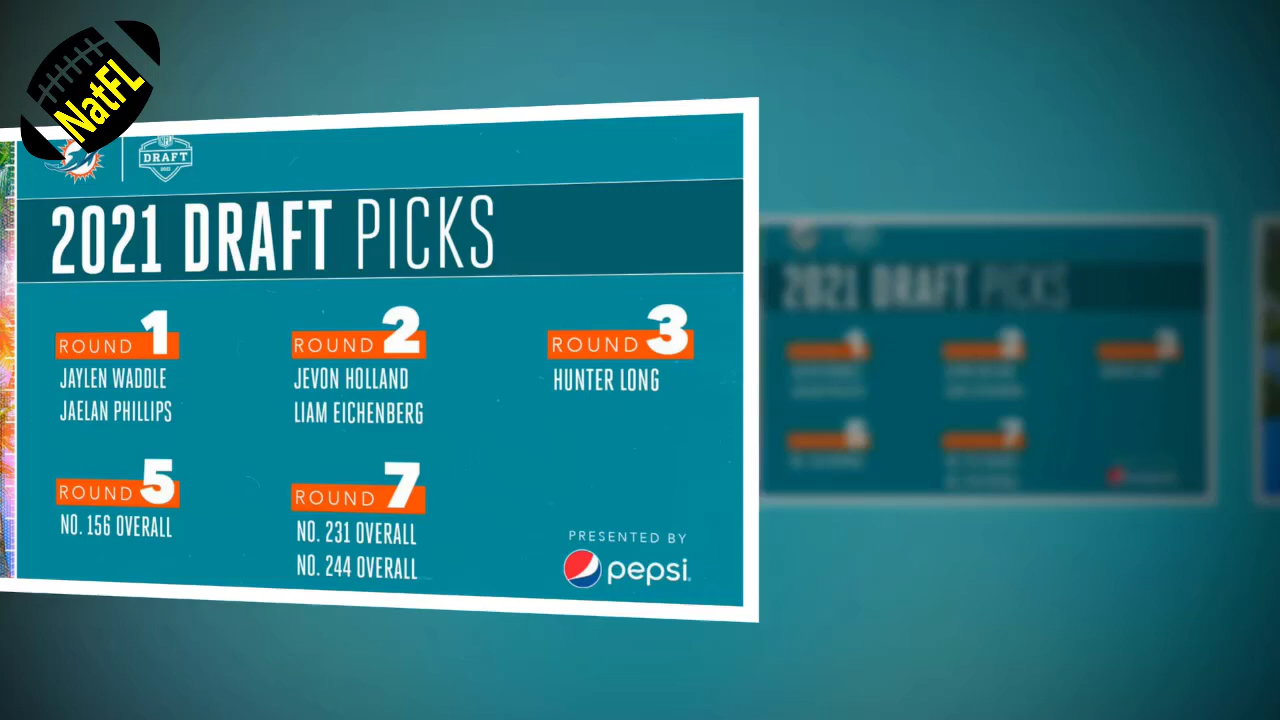 NatFL
DRAFT
2021 DRAFT PICKS
ROUND 1
JAYLEN WADDLE
JAELAN PHILLIPS
ROUND 2
JEVON HOLLAND
LIAM EICHENBERG
ROUND 3
HUNTER LONG
ROUND 5
NO. 156 OVERALL
ROUND 7
NO. 231 OVERALL
NO. 244 OVERALL
PRESENTED BY
pepsi
2021 DRAFT PICKS